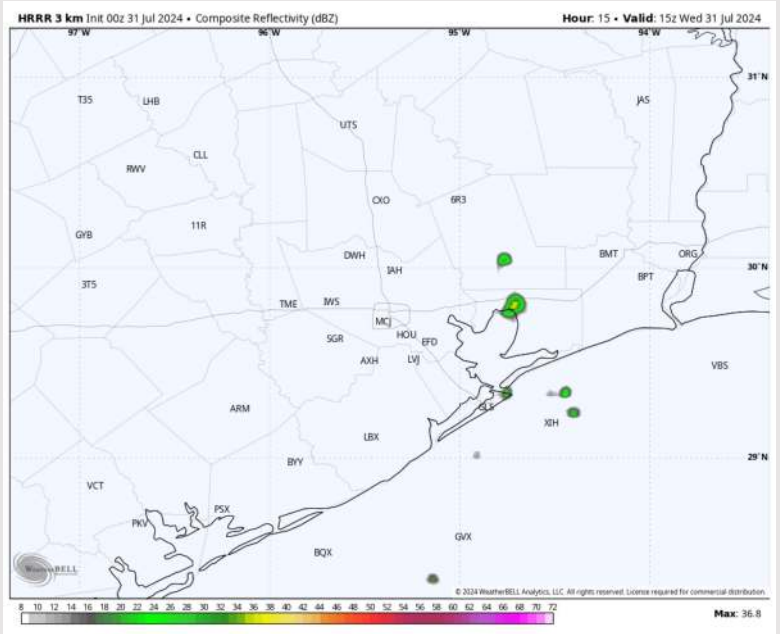 HRRR 3 km Init 00z 31 Jul 2024 • Composite Reflectivity (dBZ) Hour: 15 • Valid: 15z Wed 31 Jul 2024
97°W 96°W 95°W 94°W
31°N
T35 LHB JAS
UTS
CLL
RWV
CXO 6R3
11R
GYB
DWH BMT ORG
IAH 30°N
BPT
3T5
TME IWS
MCJ
SGR HOU EFD
AXH LVJ VBS
ARM GLS
XIH
LBX
BYY 29°N
VCT
PSX
PKV
GVX
BQX
WeatherBELL
© 2024 WeatherBELL Analytics, LLC. All rights reserved. License required for commercial distribution.
8 10 12 14 16 18 20 22 24 26 28 30 32 34 36 38 40 42 44 46 48 50 52 54 56 58 60 62 64 66 68 70 72 Max: 36.8